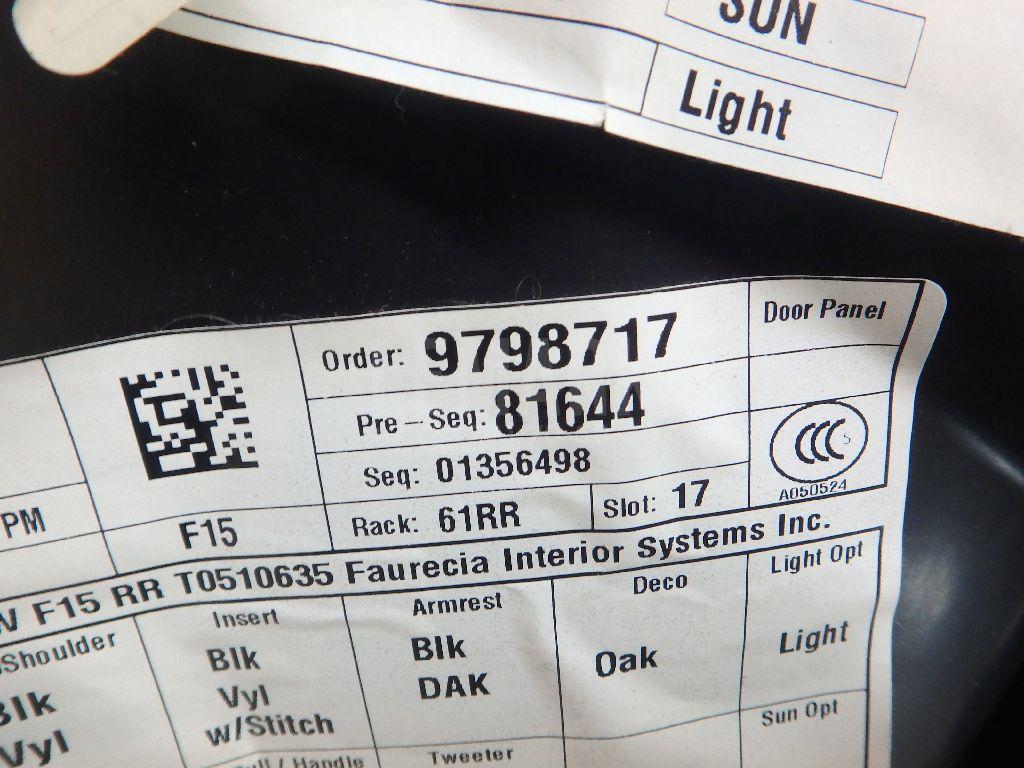 SUN
Light
Order: 9798717
Door Panel
Pre-Seq: 81644
Seq: 01356498
CCC S
A050524
PM
F15
Rack: 61RR
Slot: 17
F15 RR T0510635 Faurecia Interior Systems Inc.
Shoulder
Insert
Armrest
Deco
Light Opt
Blk
Vyl
Blk
Vyl
w/Stitch
Blk
DAK
Oak
Light
Sun Opt
/ Handle
Tweeter